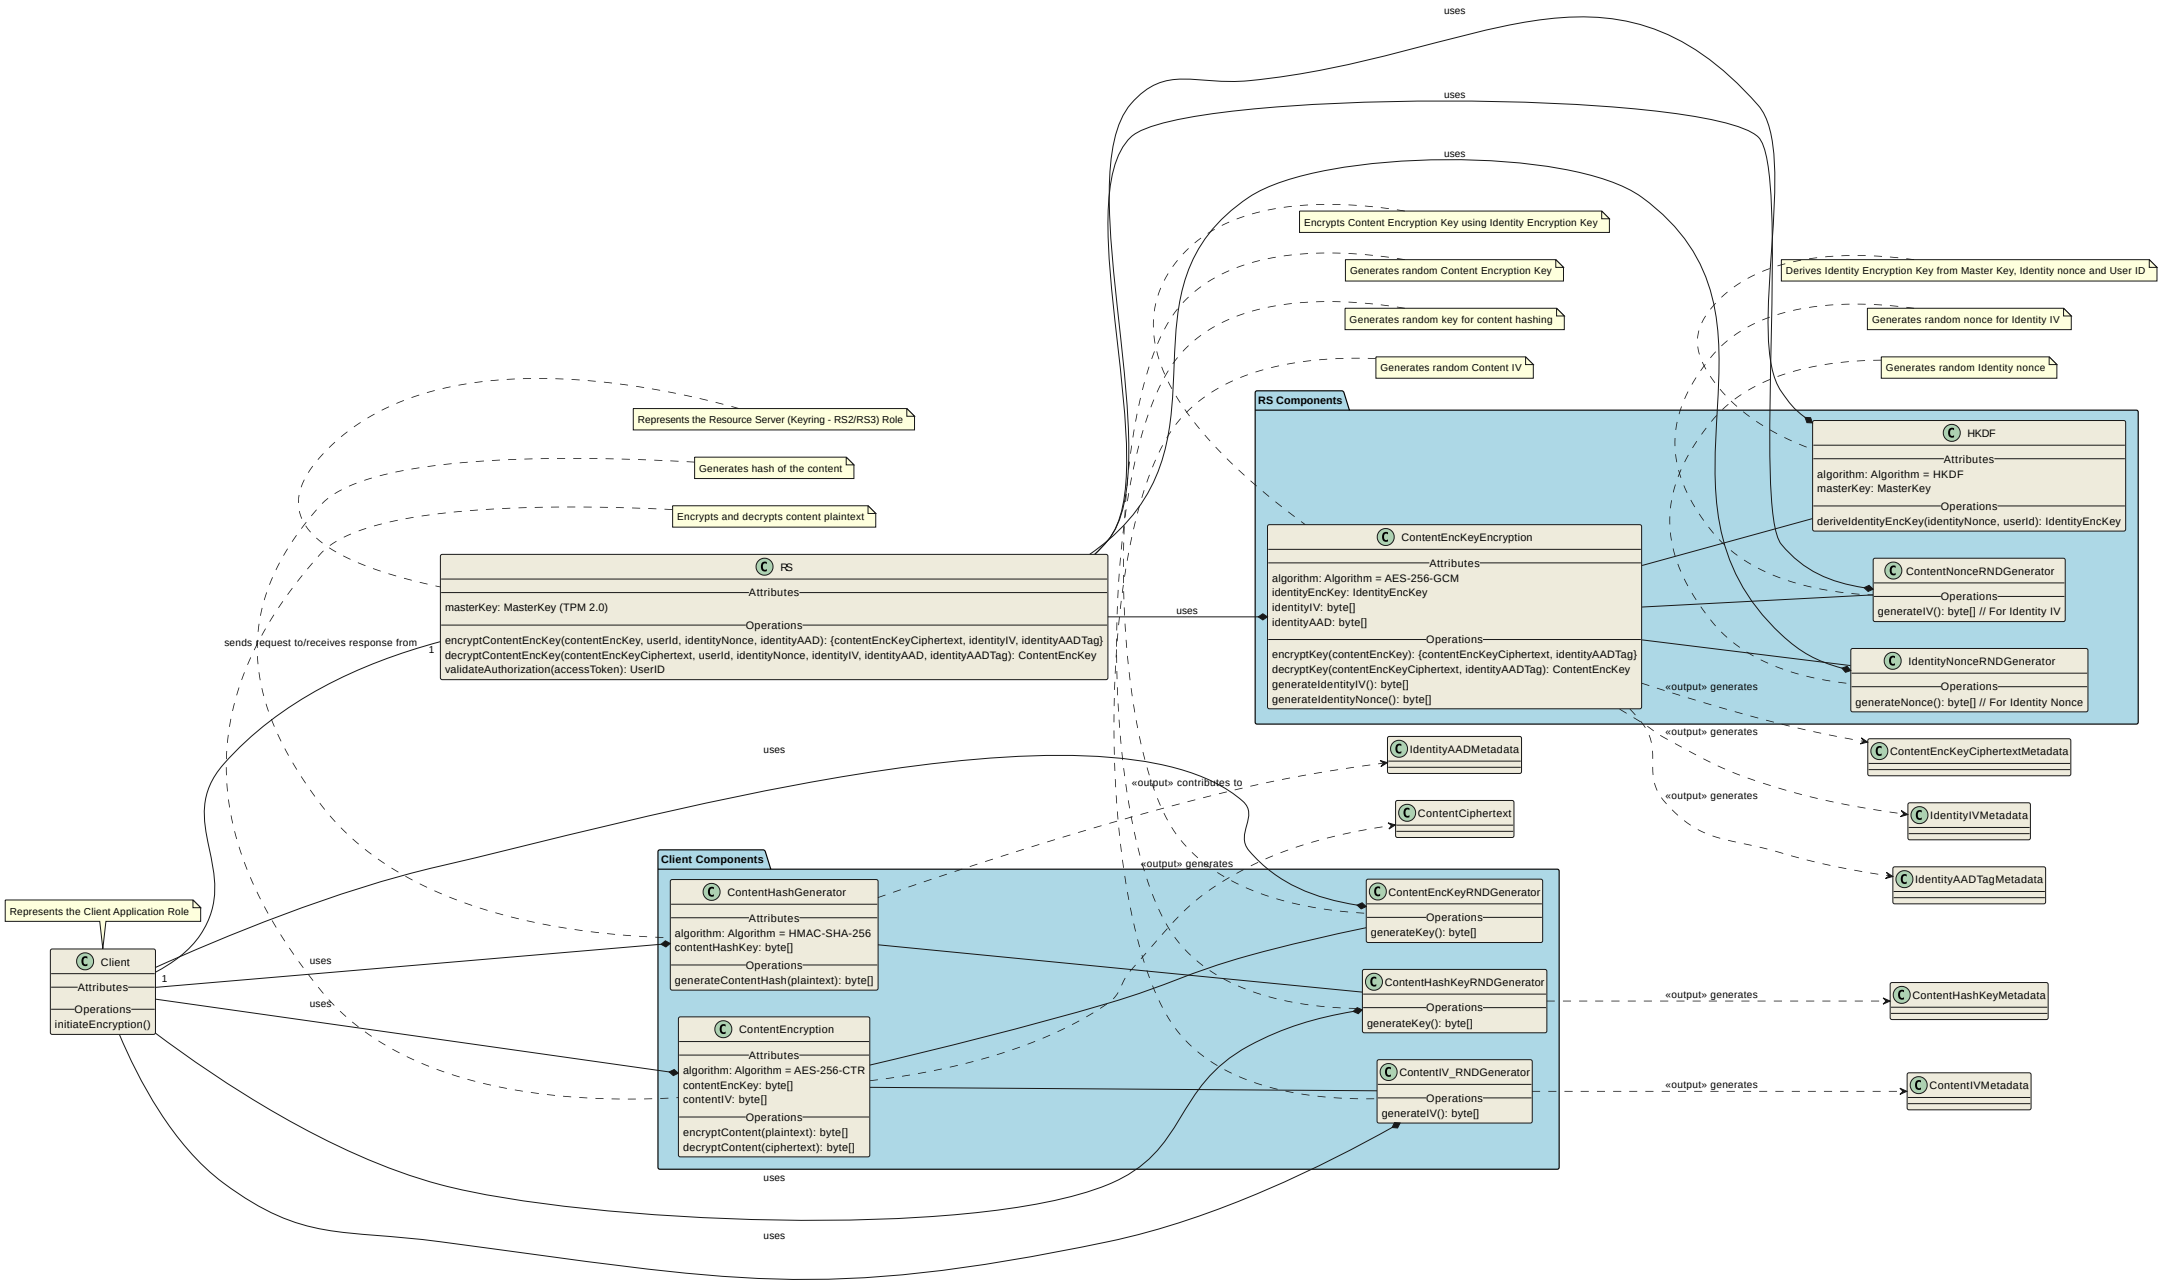 uses
uses
uses
Encrypts Content Encryption Key using Identity Encryption Key
Generates random Content Encryption Key
Generates random key for content hashing
Generates random Content IV
Derives Identity Encryption Key from Master Key, Identity nonce and User ID
Generates random nonce for Identity IV
Generates random Identity nonce
Represents the Resource Server (Keyring - RS2/RS3) Role
Generates hash of the content
Encrypts and decrypts content plaintext
RS Components
C HKDF
Attributes
algorithm: Algorithm = HKDF
masterKey: MasterKey
Operations
deriveIdentityEncKey(identityNonce, userId): IdentityEncKey
C ContentEncKeyEncryption
Attributes
algorithm: Algorithm = AES-256-GCM
identityEncKey: IdentityEncKey
identityIV: byte[]
identityAAD: byte[]
Operations
encryptKey(contentEncKey): {contentEncKeyCiphertext, identityAADTag}
decryptKey(contentEncKeyCiphertext, identityAADTag): ContentEncKey
generateIdentityIV(): byte[]
generateIdentityNonce(): byte[]
C ContentNonceRNDGenerator
Operations
generateIV(): byte[] // For Identity IV
C IdentityNonceRNDGenerator
Operations
generateNonce(): byte[] // For Identity Nonce
C RS
Attributes
masterKey: MasterKey (TPM 2.0)
Operations
encryptContentEncKey(contentEncKey, userId, identityNonce, identityAAD): {contentEncKeyCiphertext, identityIV, identityAADTag}
decryptContentEncKey(contentEncKeyCiphertext, userId, identityNonce, identityIV, identityAAD, identityAADTag): ContentEncKey
validateAuthorization(accessToken): UserID
uses
sends request to/receives response from
1
«output» generates
«output» generates
«output» generates
C ContentEncKeyCiphertextMetadata
C IdentityIVMetadata
C IdentityAADTagMetadata
uses
C IdentityAADMetadata
«output» contributes to
C ContentCiphertext
«output» generates
Client Components
C ContentHashGenerator
Attributes
algorithm: Algorithm = HMAC-SHA-256
contentHashKey: byte[]
Operations
generateContentHash(plaintext): byte[]
C ContentEncKeyRNDGenerator
Operations
generateKey(): byte[]
Represents the Client Application Role
C Client
Attributes
Operations
initiateEncryption()
1
uses
uses
C ContentHashKeyRNDGenerator
Operations
generateKey(): byte[]
«output» generates
C ContentHashKeyMetadata
C ContentEncryption
Attributes
algorithm: Algorithm = AES-256-CTR
contentEncKey: byte[]
contentIV: byte[]
Operations
encryptContent(plaintext): byte[]
decryptContent(ciphertext): byte[]
C ContentIV_RNDGenerator
Operations
generateIV(): byte[]
«output» generates
C ContentIVMetadata
uses
uses